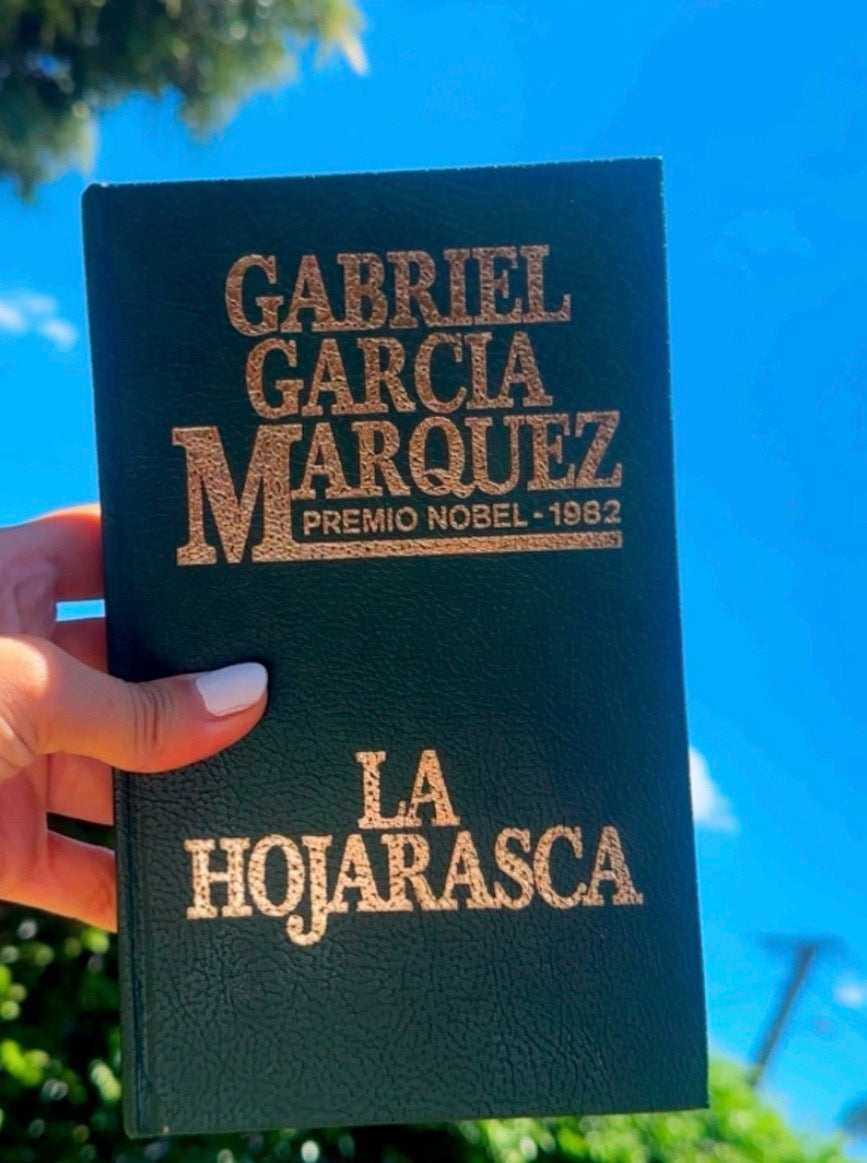 GABRIEL
GARCIA
MARQUEZ
PREMIO NOBEL - 1982
LA
HOJARASCA